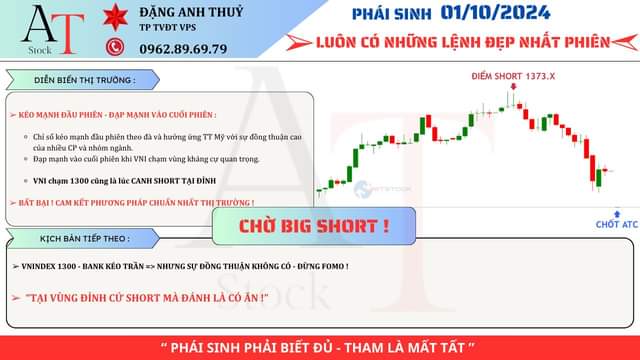 AT
Stock
ĐẶNG ANH THUỶ
TP TVĐT VPS
0962.89.69.79
PHÁI SINH 01/10/2024
LUÔN CÓ NHỮNG LỆNH ĐẸP NHẤT PHIÊN
DIỄN BIẾN THỊ TRƯỜNG :
➢ KÉO MẠNH ĐẦU PHIÊN - ĐẠP MẠNH VÀO CUỐI PHIÊN :
Chỉ số kéo mạnh đầu phiên theo đà và hưởng ứng TT Mỹ với sự đồng thuận cao
của nhiều CP và nhóm ngành.
Đạp mạnh vào cuối phiên khi VNI chạm vùng kháng cự quan trọng.
VNI chạm 1300 cũng là lúc CANH SHORT TẠI ĐỈNH
➢ BẤT BẠI ! CAM KẾT PHƯƠNG PHÁP CHUẨN NHẤT THỊ TRƯỜNG !
ĐIỂM SHORT 1373.X
CHỐT ATC
CHỜ BIG SHORT !
KỊCH BẢN TIẾP THEO :
➢ VNINDEX 1300 - BANK KÉO TRẦN => NHƯNG SỰ ĐỒNG THUẬN KHÔNG CÓ - ĐỪNG FOMO !
➢ “TẠI VÙNG ĐỈNH CỨ SHORT MÀ ĐÁNH LÀ CÓ ĂN !”
AT
Stock
“ PHÁI SINH PHẢI BIẾT ĐỦ - THAM LÀ MẤT TẤT ”